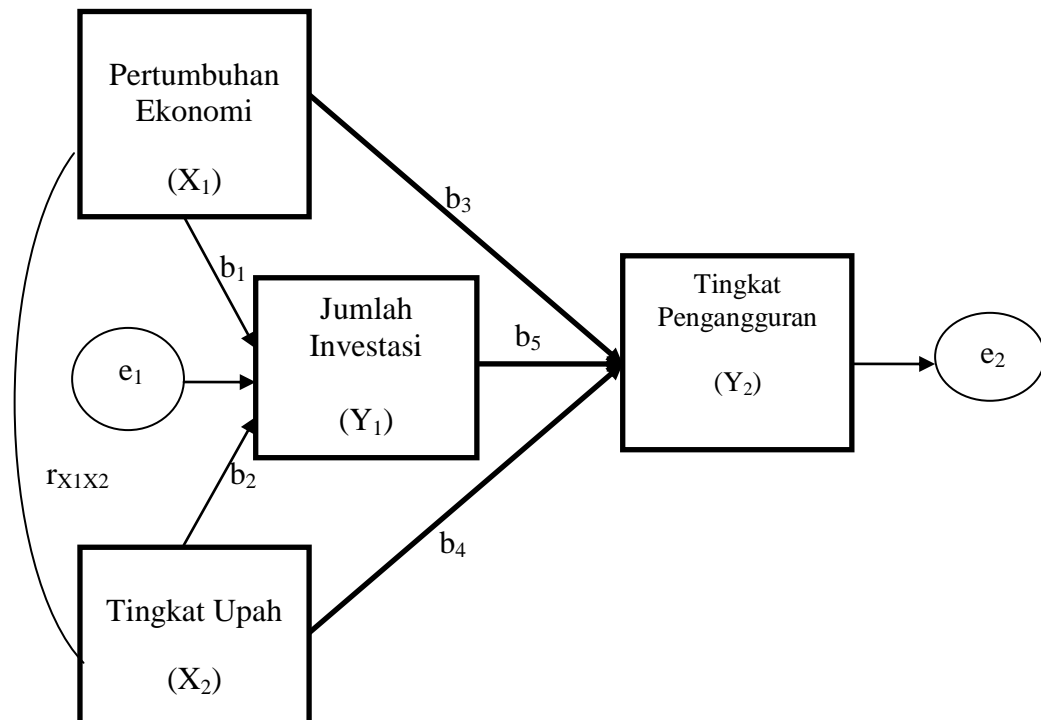 Pertumbuhan
Ekonomi
(X₁)
b₃
b₁
Jumlah
Investasi
(Y₁)
b₅
Tingkat
Pengangguran
(Y₂)
e₁
e₂
r_X1X2
b₂
b₄
Tingkat Upah
(X₂)